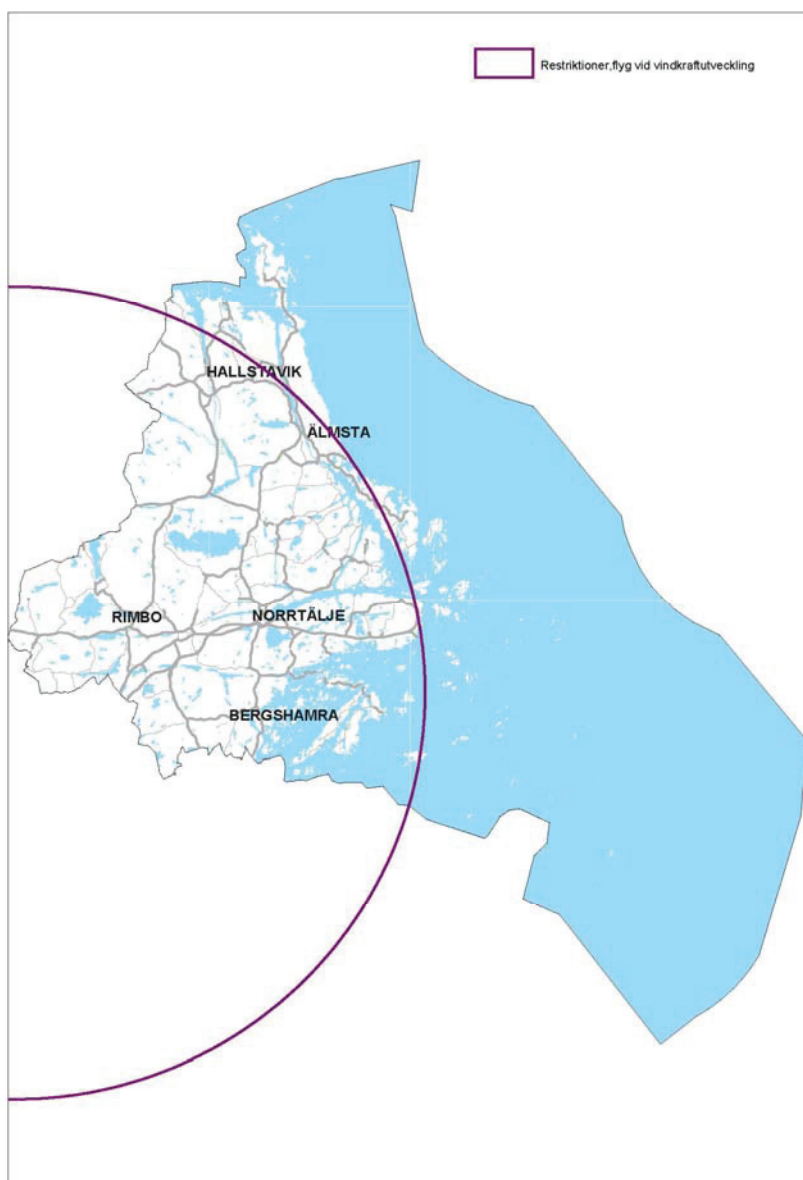 Restriktioner,flyg vid vindkraftutveckling
HALLSTAVIK
ÄLMSTA
RIMBO
NORRTÄLJE
BERGSHAMRA